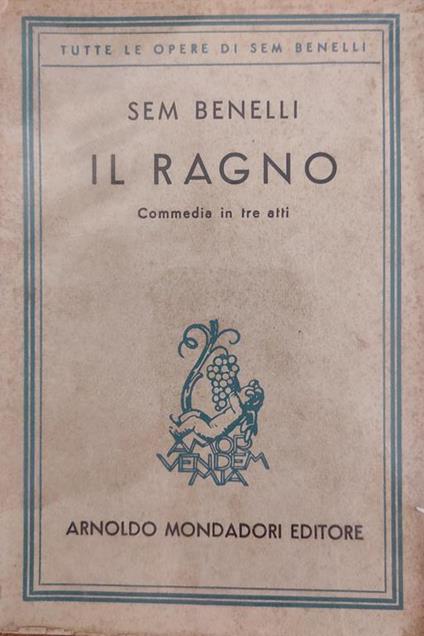 TUTTE LE OPERE DI SEM BENELLI
SEM BENELLI
IL RAGNO
Commedia in tre atti
AMOR
VENDEM
MIA
ARNOLDO MONDADORI EDITORE